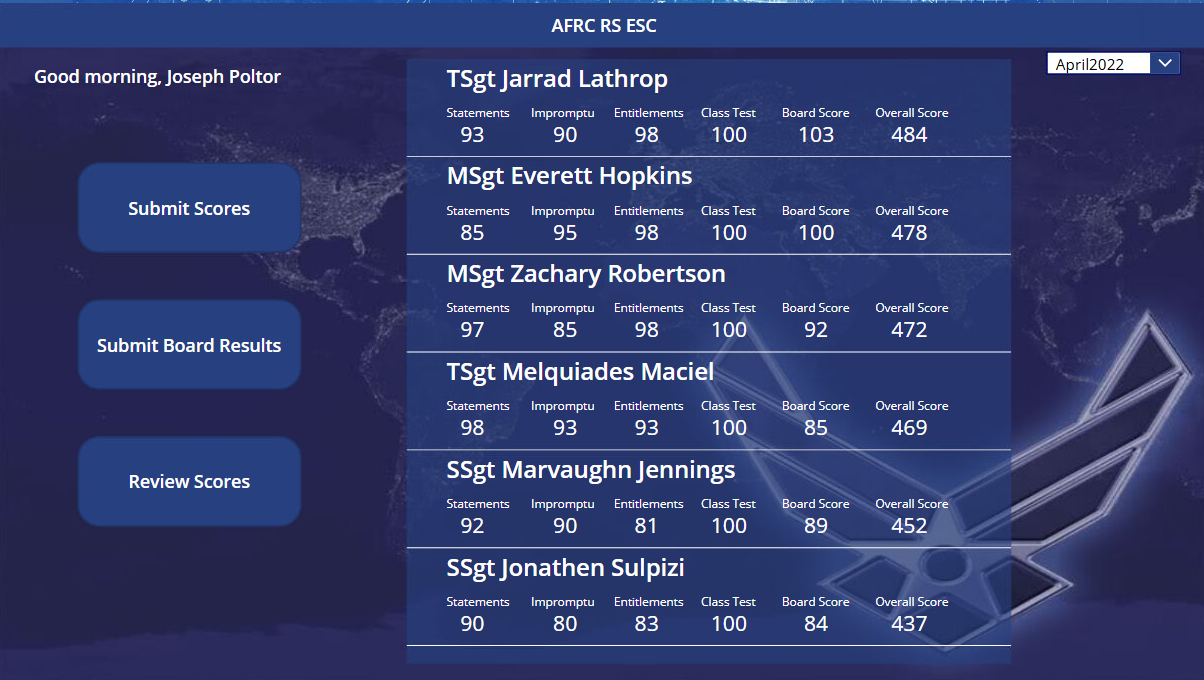 AFRC RS ESC
Good morning, Joseph Poltor
April2022
Submit Scores
Submit Board Results
Review Scores
TSgt Jarrad Lathrop
Statements Impromptu Entitlements Class Test Board Score Overall Score
93 90 98 100 103 484
MSgt Everett Hopkins
Statements Impromptu Entitlements Class Test Board Score Overall Score
85 95 98 100 100 478
MSgt Zachary Robertson
Statements Impromptu Entitlements Class Test Board Score Overall Score
97 85 98 100 92 472
TSgt Melquiades Maciel
Statements Impromptu Entitlements Class Test Board Score Overall Score
98 93 93 100 85 469
SSgt Marvaughn Jennings
Statements Impromptu Entitlements Class Test Board Score Overall Score
92 90 81 100 89 452
SSgt Jonathen Sulpizi
Statements Impromptu Entitlements Class Test Board Score Overall Score
90 80 83 100 84 437